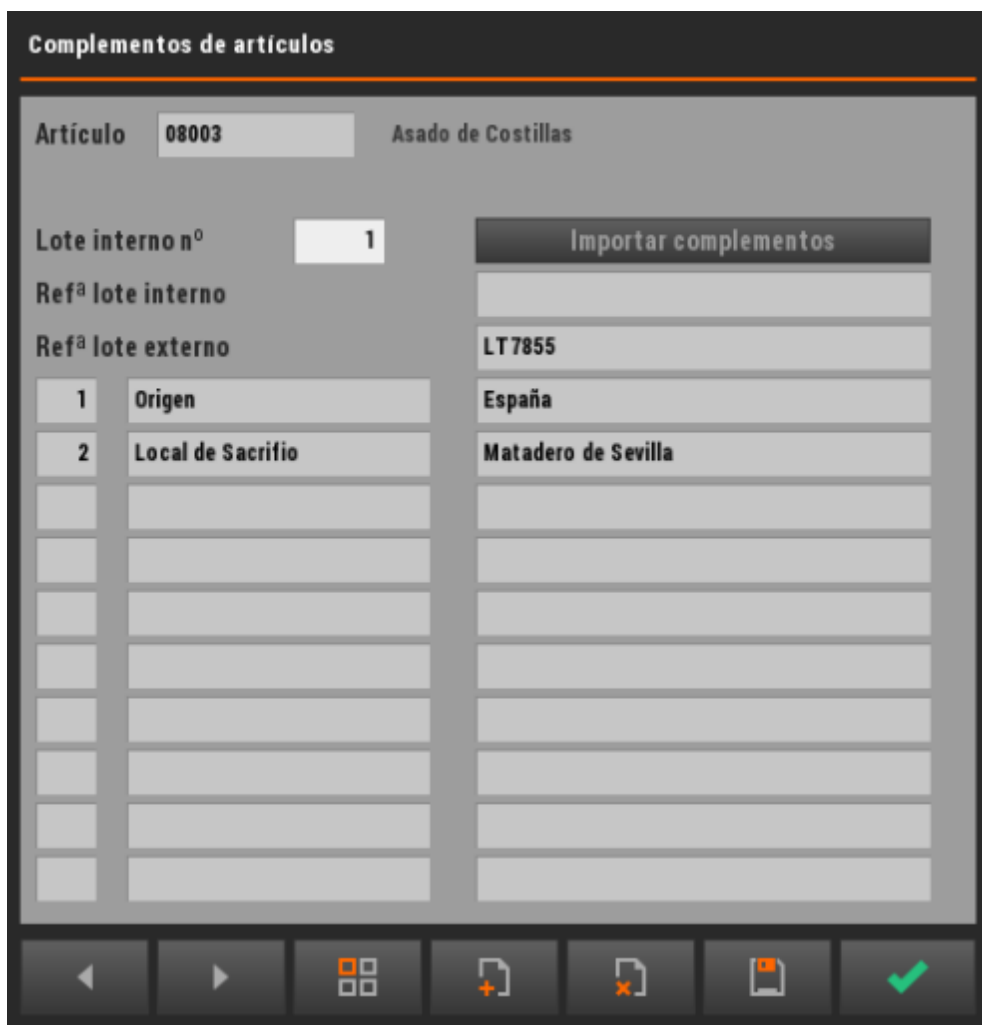 Complementos de artículos
Artículo 08003 Asado de Costillas
Lote interno nº 1 Importar complementos
Refª lote interno
Refª lote externo LT7855
1 Origen España
2 Local de Sacrifio Matadero de Sevilla